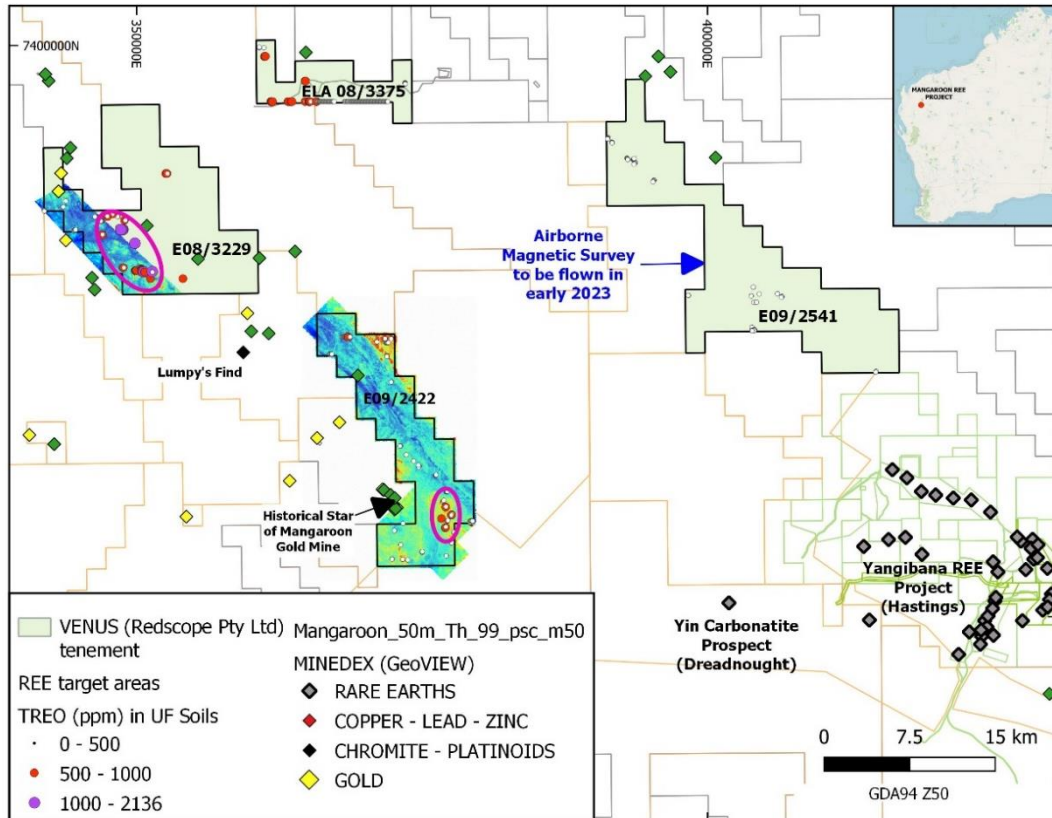 350000E
400000E
7400000N
MANGAROON REE
PROJECT
ELA 08/3375
E08/3229
Airborne
Magnetic Survey
to be flown in
early 2023
E09/2541
Lumpy's Find
E09/2422
Historical Star
of Mangaroon
Gold Mine
Yangibana REE
Project
(Hastings)
Yin Carbonatite
Prospect
(Dreadnought)
VENUS (Redscope Pty Ltd)
tenement
REE target areas
TREO (ppm) in UF Soils
0 - 500
500 - 1000
1000 - 2136
Mangaroon_50m_Th_99_psc_m50
MINEDEX (GeoVIEW)
RARE EARTHS
COPPER - LEAD - ZINC
CHROMITE - PLATINOIDS
GOLD
0 7.5 15 km
GDA94 Z50